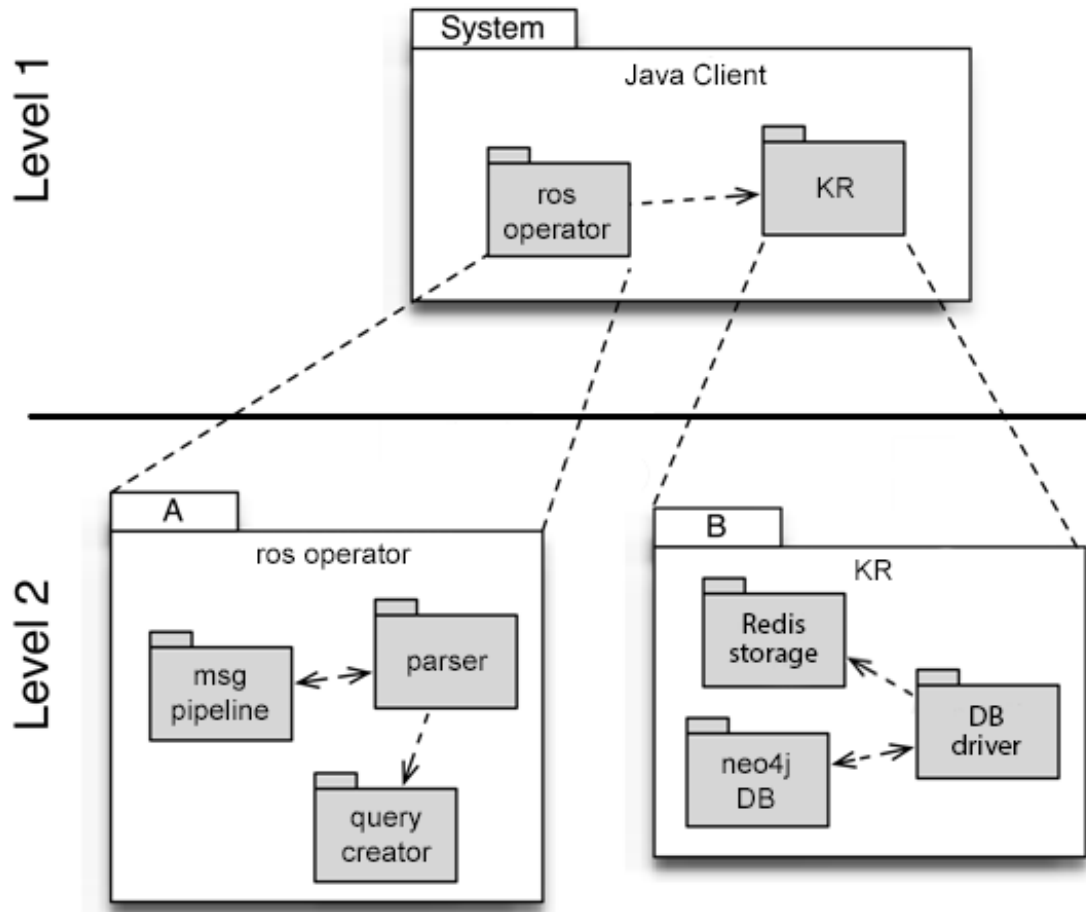 Level 1
System
Java Client
ros
operator
KR
Level 2
A
ros operator
msg
pipeline
parser
query
creator
B
KR
Redis
storage
DB
driver
neo4j
DB